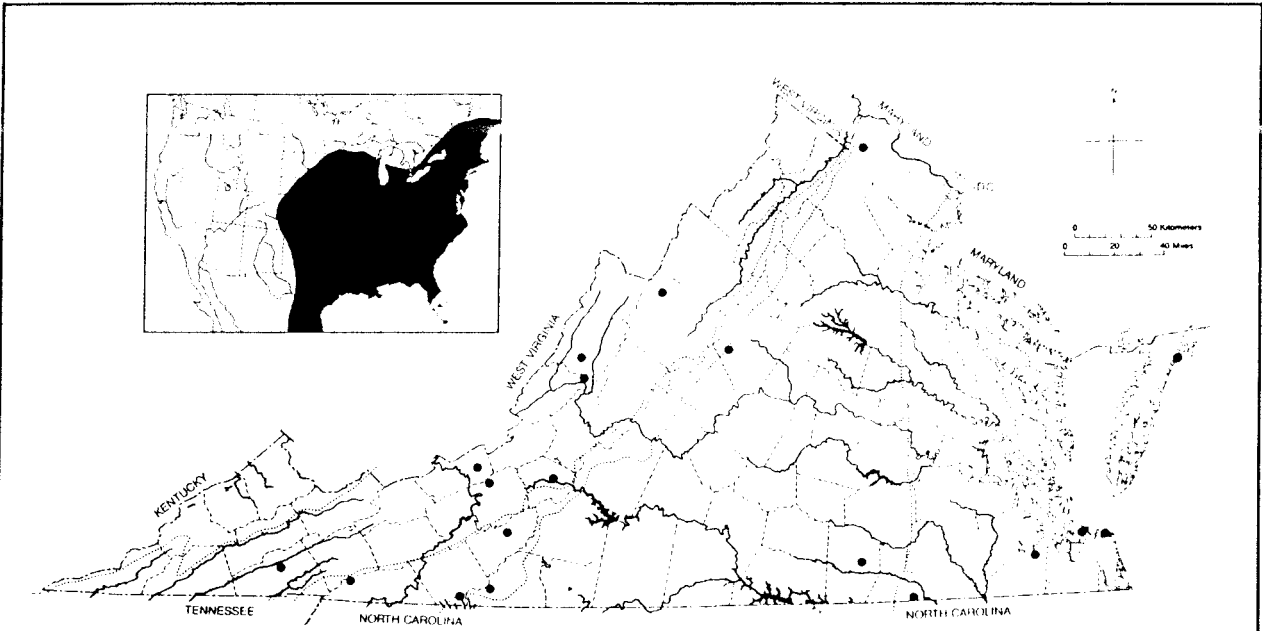 WEST VIRGINIA
MARYLAND
N
DC
0 50 Kilometers
0 20 40 Miles
MARYLAND
WEST VIRGINIA
KENTUCKY
TENNESSEE
NORTH CAROLINA
NORTH CAROLINA